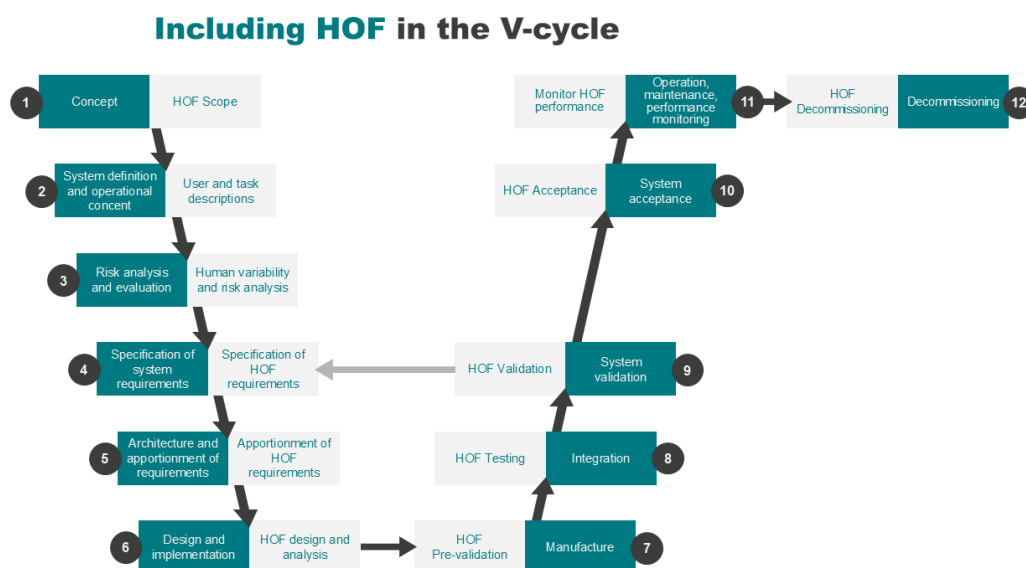 Including HOF in the V-cycle
1
Concept
HOF Scope
2
System definition
and operational
concent
User and task
descriptions
3
Risk analysis
and evaluation
Human variability
and risk analysis
4
Specification of
system
requirements
Specification of
HOF
requirements
5
Architecture and
apportionment of
requirements
Apportionment of
HOF
requirements
6
Design and
implementation
HOF design and
analysis
HOF
Pre-validation
Manufacture
7
HOF Testing
Integration
8
HOF Validation
System
validation
9
HOF Acceptance
System
acceptance
10
Monitor HOF
performance
Operation,
maintenance,
performance
monitoring
11
HOF
Decommissioning
Decommissioning
12